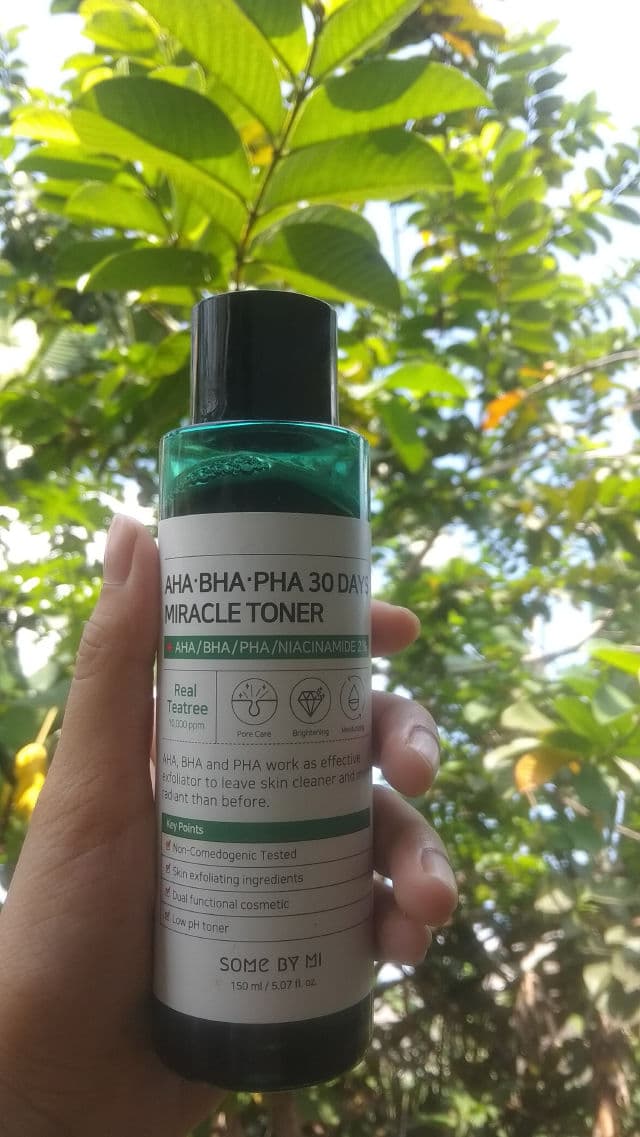 AHA·BHA·PHA 30 DAYS
MIRACLE TONER
AHA/BHA/PHA/NIACINAMIDE 2%
Real
Teatree
10,000 ppm
Pore Care
Brightening
Moisturizing
AHA, BHA and PHA work as effective
exfoliator to leave skin cleaner and
radiant than before.
Key Points
Non-Comedogenic Tested
Skin exfoliating ingredients
Dual functional cosmetic
Low pH toner
SOME BY MI
150 ml / 5.07 fl. oz.